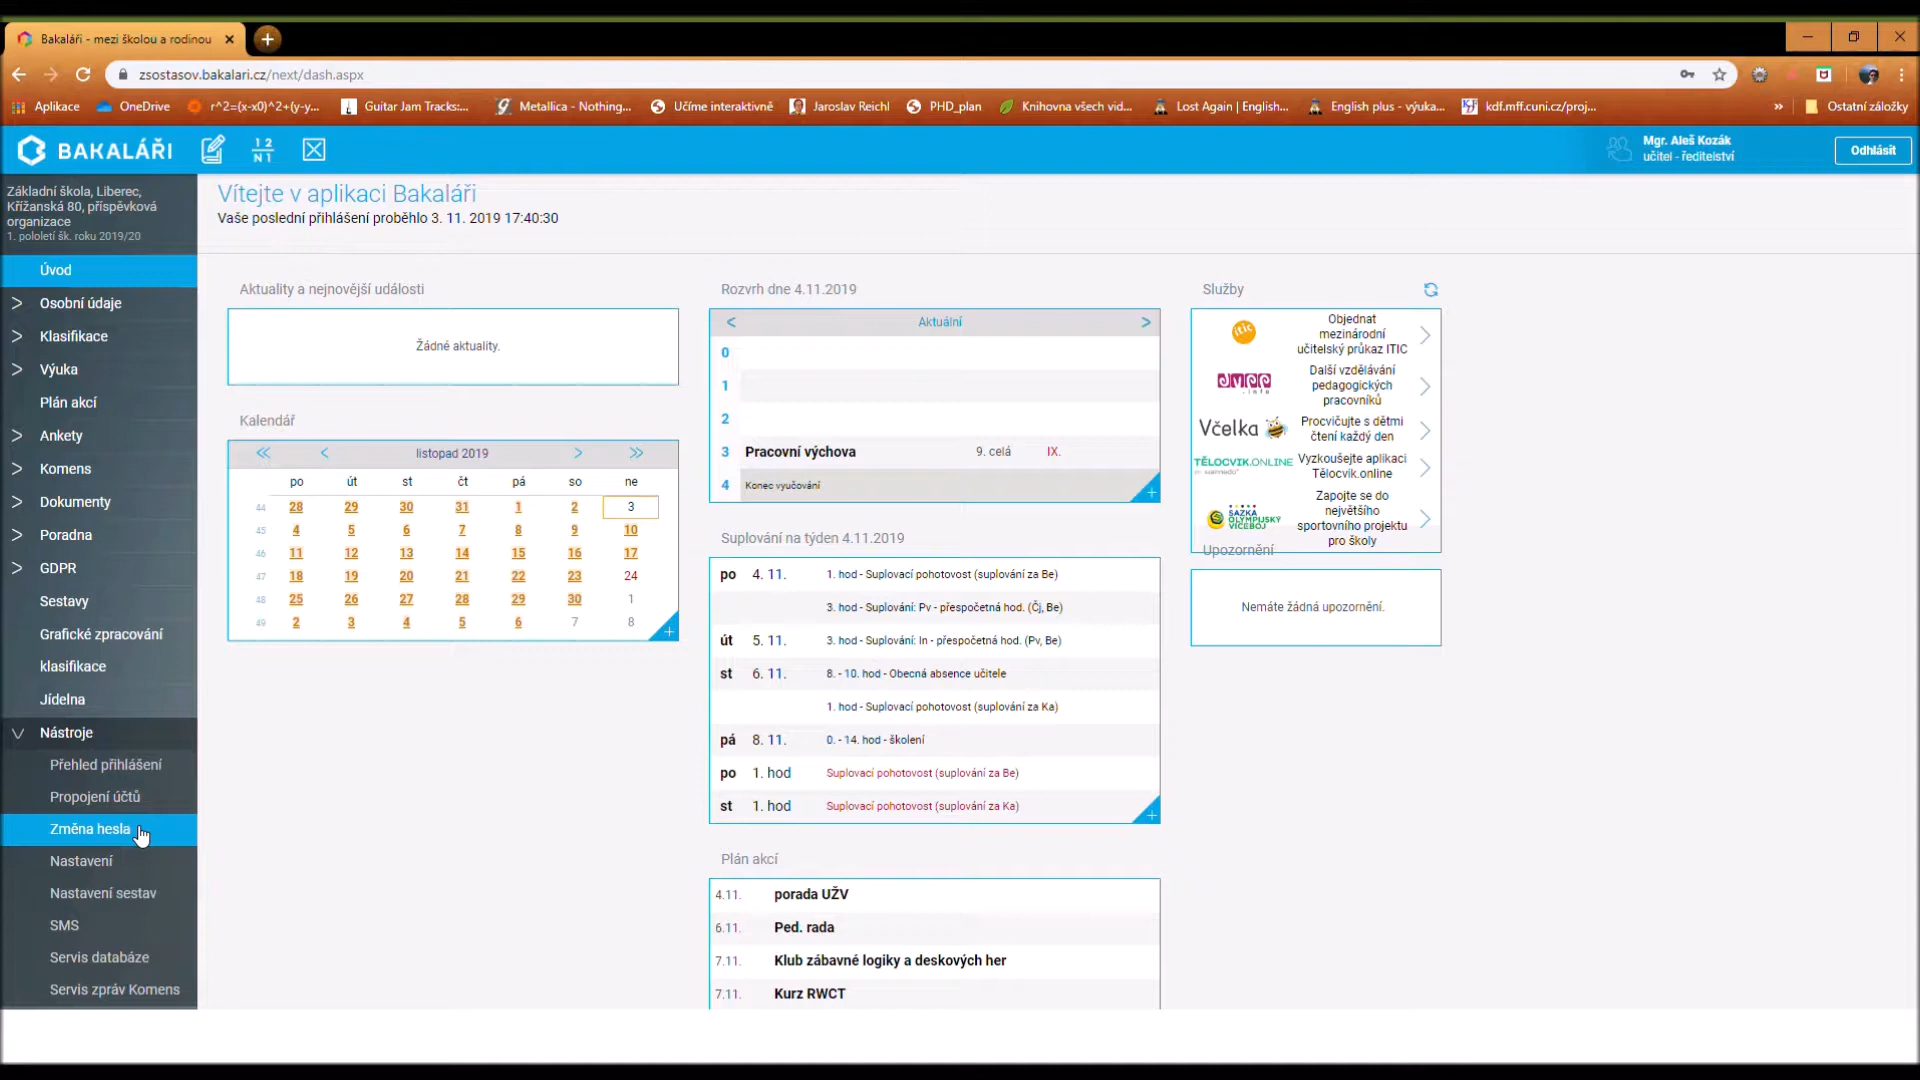 Bakaláři - mezi školou a rodinou
zsostasov.bakalari.cz/next/dash.aspx
Aplikace
OneDrive
r^2=(x-x0)^2+(y-y...
Guitar Jam Tracks:...
Metallica - Nothing...
Učíme interaktivně
Jaroslav Reichl
PHD_plan
Knihovna všech vid...
Lost Again | English...
English plus - výuka...
kdf.mff.cuni.cz/proj...
»
Ostatní záložky
BAKALÁŘI
1 2
N 1
Mgr. Aleš Kozák
učitel - ředitelství
Odhlásit
Základní škola, Liberec,
Křížanská 80, příspěvková
organizace
1. pololetí šk. roku 2019/20
Úvod
Osobní údaje
Klasifikace
Výuka
Plán akcí
Ankety
Komens
Dokumenty
Poradna
GDPR
Sestavy
Grafické zpracování
klasifikace
Jídelna
Nástroje
Přehled přihlášení
Propojení účtů
Změna hesla
Nastavení
Nastavení sestav
SMS
Servis databáze
Servis zpráv Komens
Vítejte v aplikaci Bakaláři
Vaše poslední přihlášení proběhlo 3. 11. 2019 17:40:30
Aktuality a nejnovější události
Žádné aktuality.
Kalendář
listopad 2019
po út st čt pá so ne
44 28 29 30 31 1 2 3
45 4 5 6 7 8 9 10
46 11 12 13 14 15 16 17
47 18 19 20 21 22 23 24
48 25 26 27 28 29 30 1
49 2 3 4 5 6 7 8
Rozvrh dne 4.11.2019
Aktuální
0
1
2
3 Pracovní výchova 9. celá IX.
4 Konec vyučování
Suplování na týden 4.11.2019
po 4. 11. 1. hod - Suplovací pohotovost (suplování za Be)
3. hod - Suplování: Pv - přespočetná hod. (Čj, Be)
út 5. 11. 3. hod - Suplování: In - přespočetná hod. (Pv, Be)
st 6. 11. 8. - 10. hod - Obecná absence učitele
1. hod - Suplovací pohotovost (suplování za Ka)
pá 8. 11. 0. - 14. hod - školení
po 1. hod Suplovací pohotovost (suplování za Be)
st 1. hod Suplovací pohotovost (suplování za Ka)
Plán akcí
4.11. porada UŽV
6.11. Ped. rada
7.11. Klub zábavné logiky a deskových her
7.11. Kurz RWCT
Služby
itic
Objednat
mezinárodní
učitelský průkaz ITIC
Další vzdělávání
pedagogických
pracovníků
Včelka
Procvičujte s dětmi
čtení každý den
TĚLOCVIK.ONLINE
Vyzkoušejte aplikaci
Tělocvik.online
SAZKA
OLYMPIJSKÝ
VÍCEBOJ
Zapojte se do
největšího
sportovního projektu
pro školy
Upozornění
Nemáte žádná upozornění.